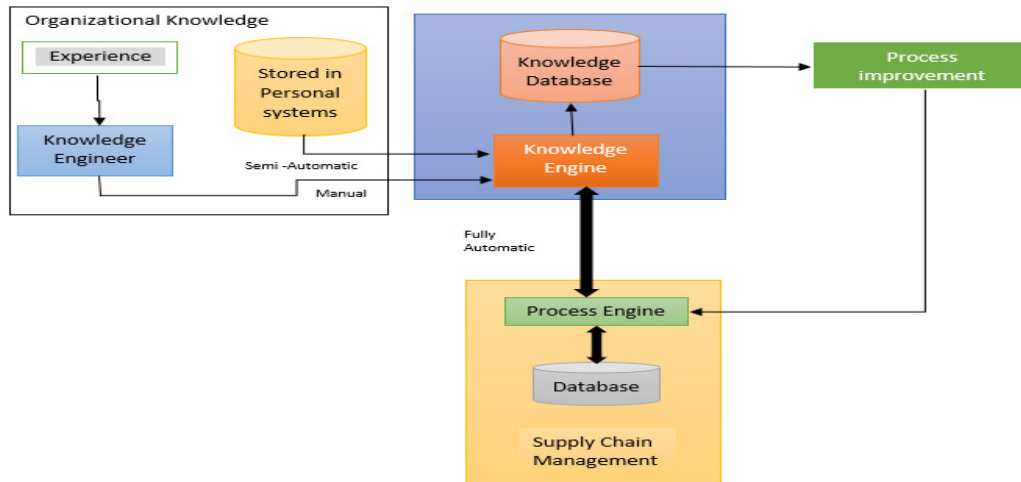 Organizational Knowledge
Experience
Stored in
Personal
systems
Knowledge
Engineer
Semi -Automatic
Manual
Knowledge
Database
Knowledge
Engine
Process
improvement
Fully
Automatic
Process Engine
Database
Supply Chain
Management